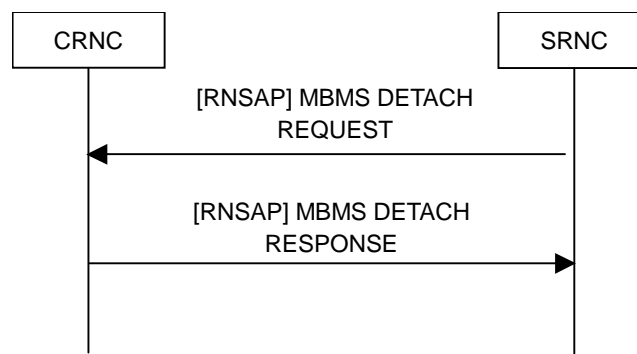 CRNC
SRNC
[RNSAP] MBMS DETACH
REQUEST
[RNSAP] MBMS DETACH
RESPONSE